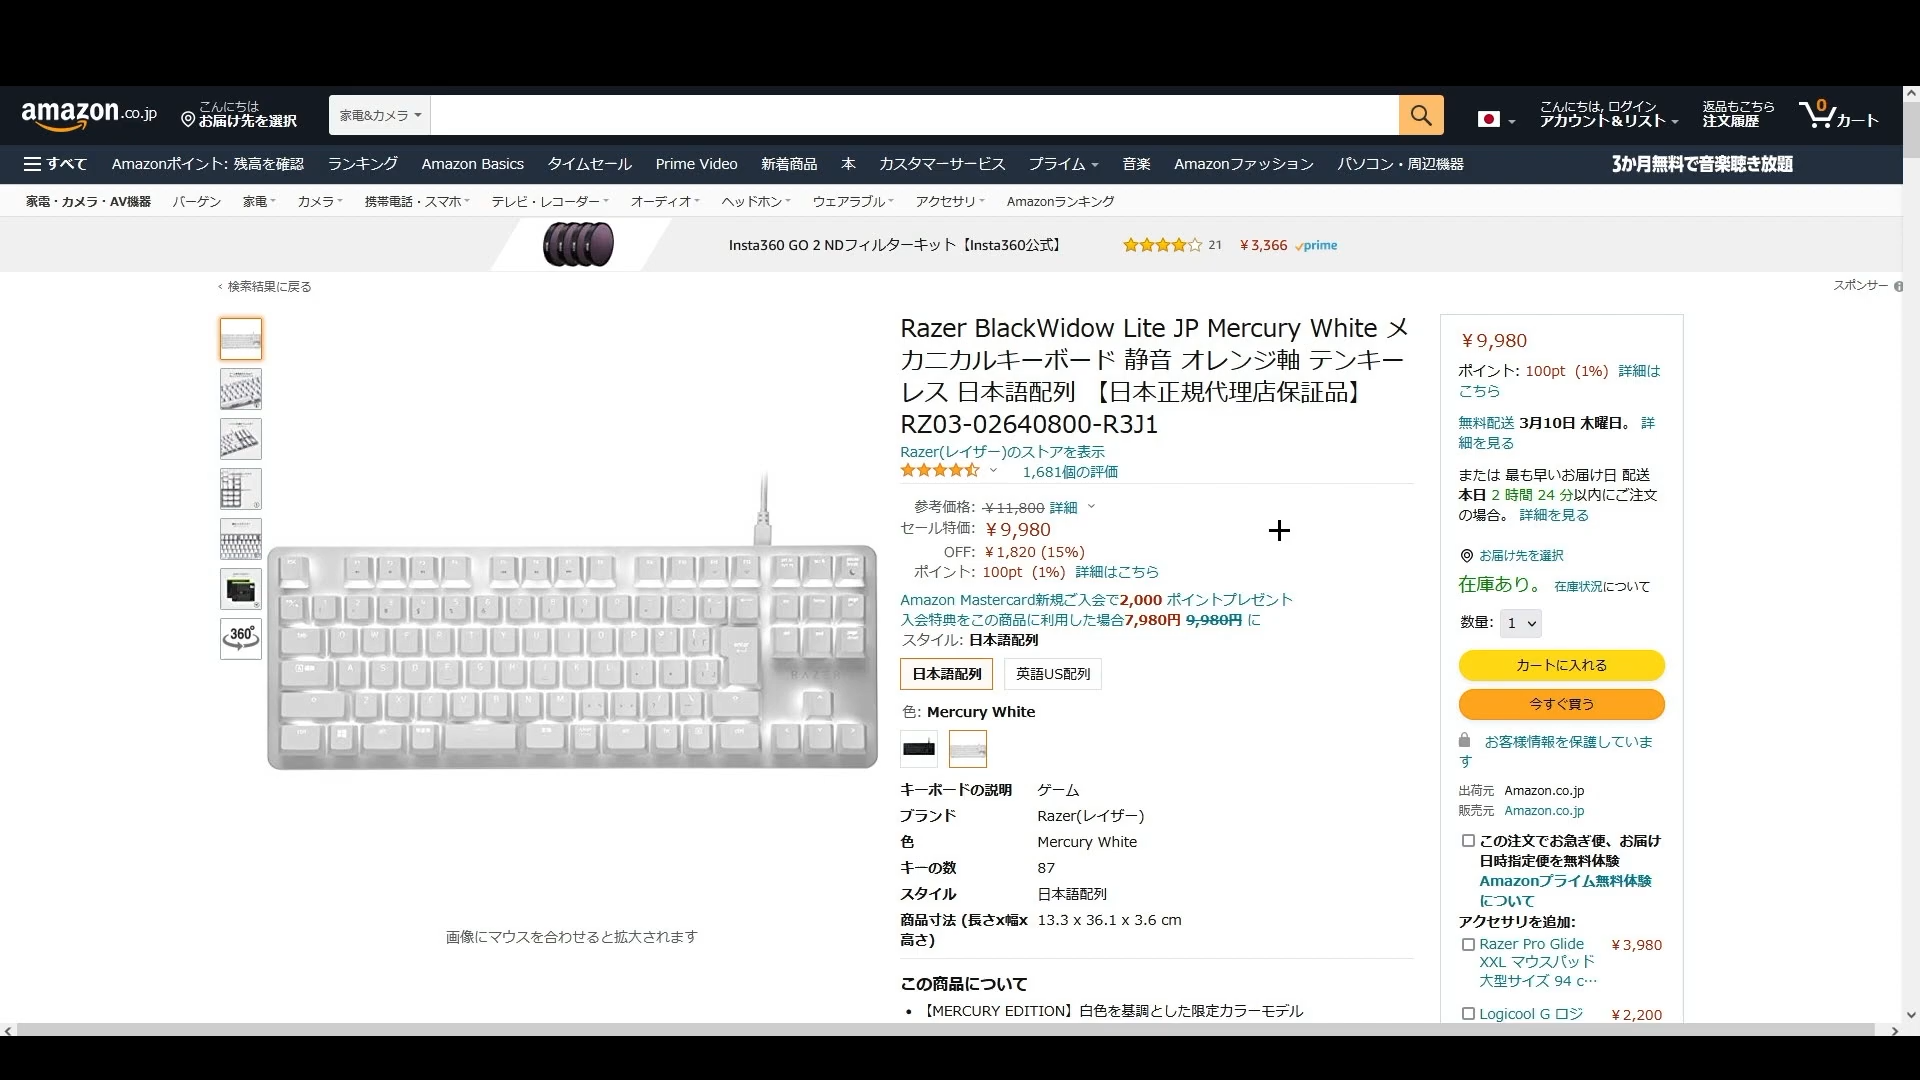 amazon.co.jp
こんにちは
お届け先を選択
家電&カメラ
こんにちは, ログイン
アカウント＆リスト
返品もこちら
注文履歴
0
カート
すべて
Amazonポイント: 残高を確認
ランキング
Amazon Basics
タイムセール
Prime Video
新着商品
本
カスタマーサービス
プライム
音楽
Amazonファッション
パソコン・周辺機器
3か月無料で音楽聴き放題
家電・カメラ・AV機器
バーゲン
家電
カメラ
携帯電話・スマホ
テレビ・レコーダー
オーディオ
ヘッドホン
ウェアラブル
アクセサリ
Amazonランキング
Insta360 GO 2 NDフィルターキット【Insta360公式】
21
￥3,366
prime
‹ 検索結果に戻る
スポンサー
360°
RAZER
画像にマウスを合わせると拡大されます
Razer BlackWidow Lite JP Mercury White メ
カニカルキーボード 静音 オレンジ軸 テンキー
レス 日本語配列 【日本正規代理店保証品】
RZ03-02640800-R3J1
Razer(レイザー)のストアを表示
1,681個の評価
参考価格: ￥11,800 詳細
セール特価: ￥9,980
OFF: ￥1,820 (15%)
ポイント: 100pt (1%) 詳細はこちら
Amazon Mastercard新規ご入会で2,000 ポイントプレゼント
入会特典をこの商品に利用した場合7,980円 9,980円 に
スタイル: 日本語配列
日本語配列
英語US配列
色: Mercury White
キーボードの説明 ゲーム
ブランド Razer(レイザー)
色 Mercury White
キーの数 87
スタイル 日本語配列
商品寸法 (長さx幅x 13.3 x 36.1 x 3.6 cm
高さ)
この商品について
• 【MERCURY EDITION】白色を基調とした限定カラーモデル
￥9,980
ポイント: 100pt (1%) 詳細は
こちら
無料配送 3月10日 木曜日。 詳
細を見る
または 最も早いお届け日 配送
本日 2 時間 24 分以内にご注文
の場合。 詳細を見る
お届け先を選択
在庫あり。 在庫状況について
数量: 1
カートに入れる
今すぐ買う
お客様情報を保護していま
す
出荷元 Amazon.co.jp
販売元 Amazon.co.jp
この注文でお急ぎ便、お届け
日時指定便を無料体験
Amazonプライム無料体験
について
アクセサリを追加:
Razer Pro Glide ￥3,980
XXL マウスパッド
大型サイズ 94 c…
Logicool G ロジ ￥2,200